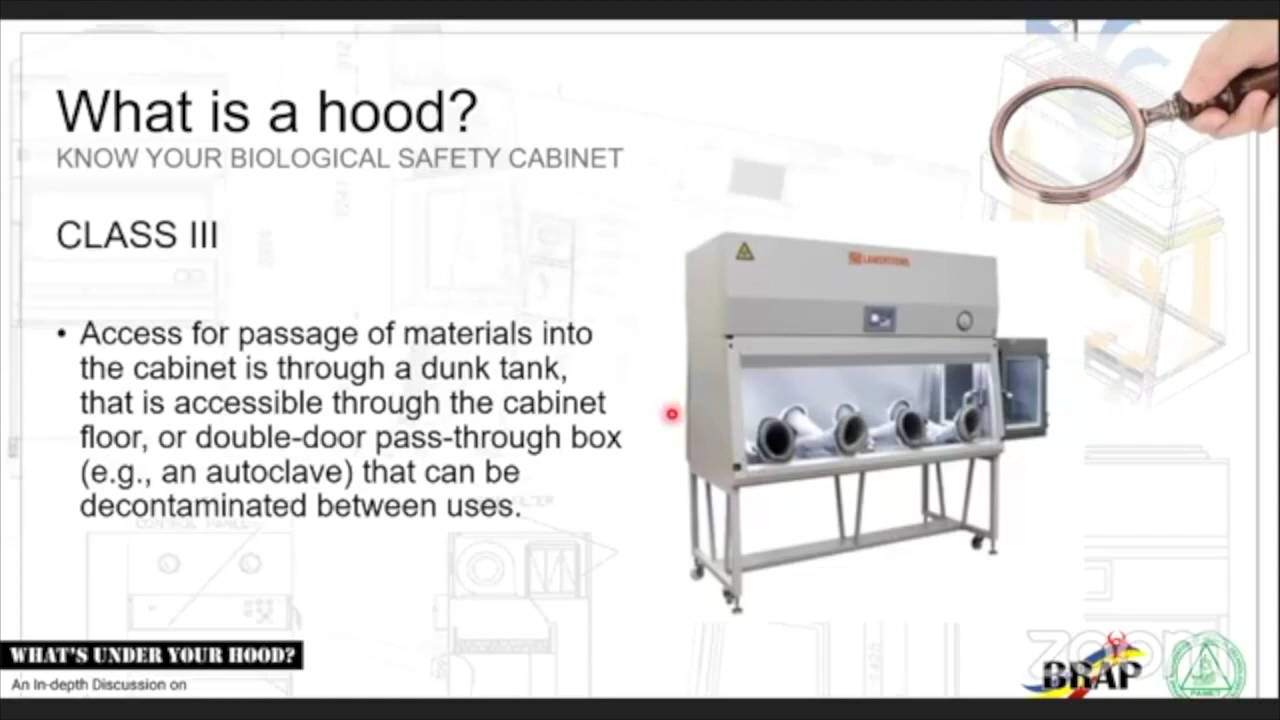 What is a hood?
KNOW YOUR BIOLOGICAL SAFETY CABINET
CLASS III
• Access for passage of materials into
the cabinet is through a dunk tank,
that is accessible through the cabinet
floor, or double-door pass-through box
(e.g., an autoclave) that can be
decontaminated between uses.
WHAT'S UNDER YOUR HOOD?
An In-depth Discussion on
zoom
BRAP
PAMET